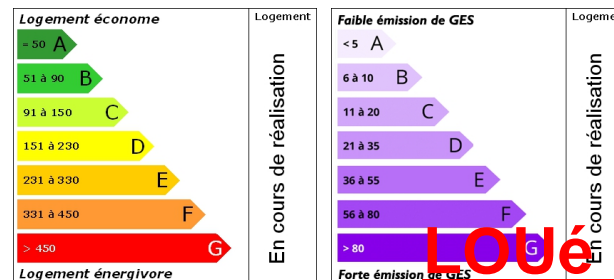 Logement économe
Logement
= 50 A
51 à 90 B
91 à 150 C
151 à 230 D
231 à 330 E
331 à 450 F
> 450 G
Logement énergivore
En cours de réalisation
Faible émission de GES
Logeme
< 5 A
6 à 10 B
11 à 20 C
21 à 35 D
36 à 55 E
56 à 80 F
> 80 G
Forte émission de GES
En cours de réalisation
LOUé